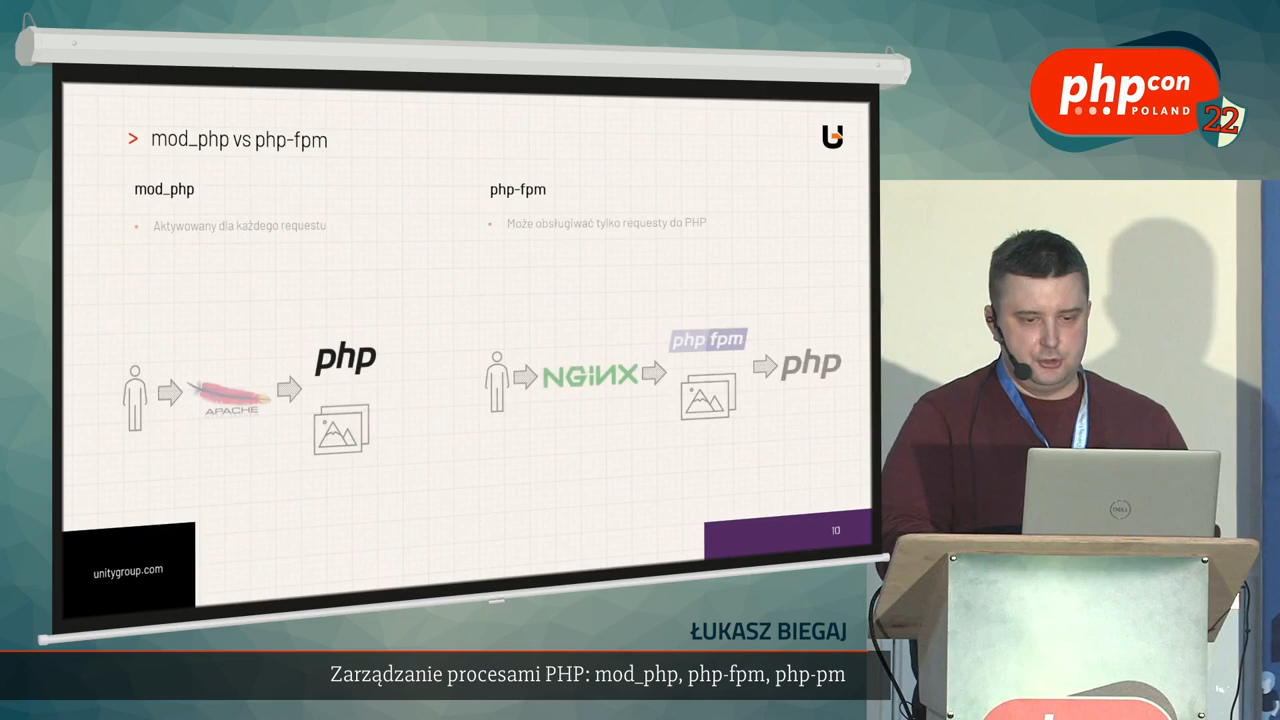 phpcon
POLAND
22
> mod_php vs php-fpm
mod_php
php-fpm
• Aktywowany dla każdego requestu
• Może obsługiwać tylko requesty do PHP
php
APACHE
php fpm
NGiNX
php
unitygroup.com
10
DELL
ŁUKASZ BIEGAJ
Zarządzanie procesami PHP: mod_php, php-fpm, php-pm
php